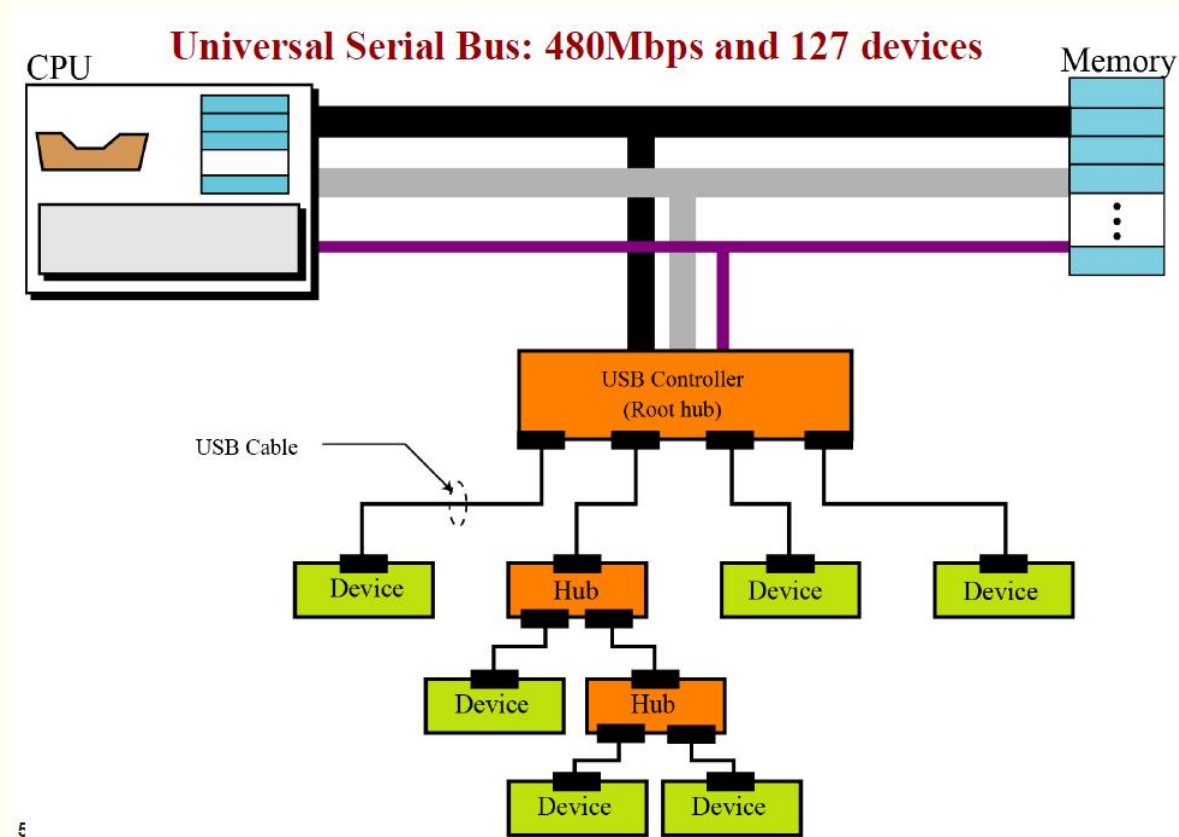 Universal Serial Bus: 480Mbps and 127 devices
CPU
Memory
USB Controller
(Root hub)
USB Cable
Device
Hub
Device
Device
Device
Hub
Device
Device
5